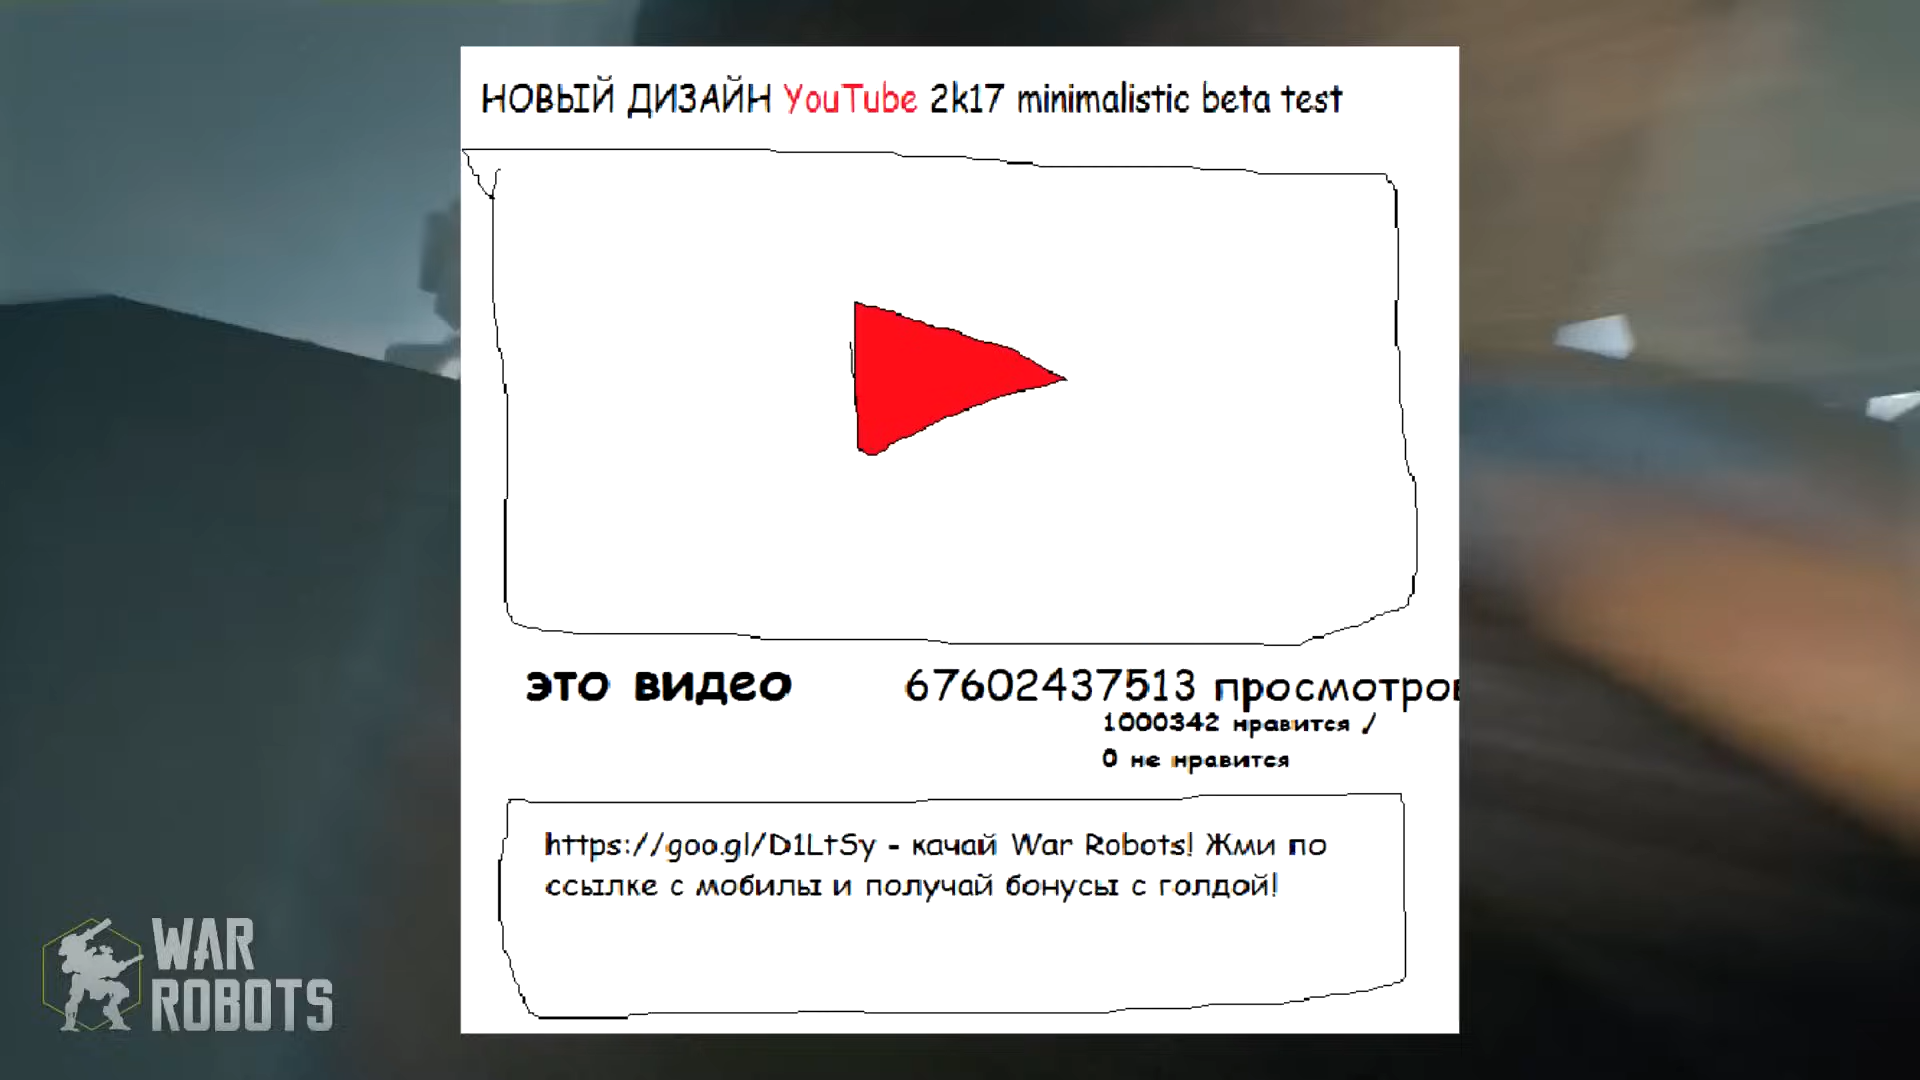 НОВЫЙ ДИЗАЙН YouTube 2k17 minimalistic beta test
это видео 67602437513 просмотров
1000342 нравится /
0 не нравится
https://goo.gl/D1LtSy - качай War Robots! Жми по
ссылке с мобилы и получай бонусы с голдой!
WAR
ROBOTS